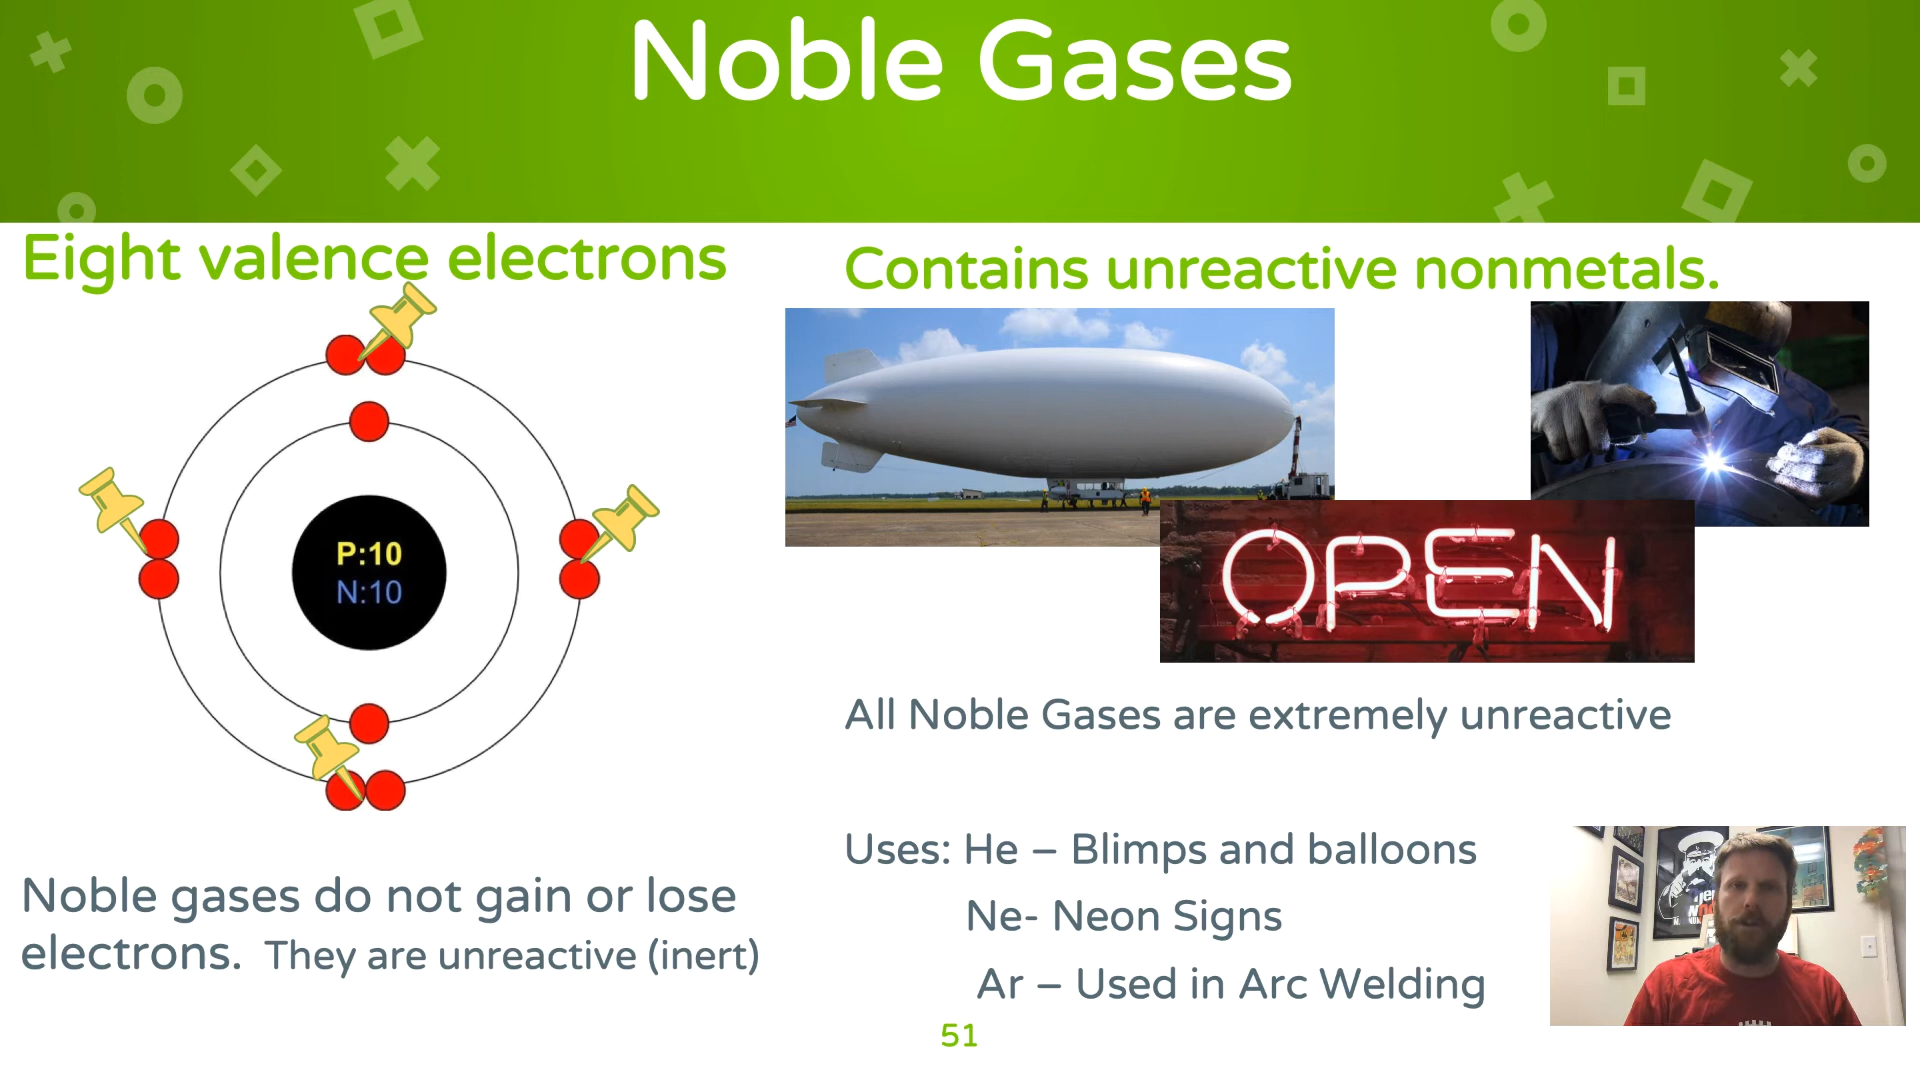 Noble Gases
Eight valence electrons
P:10
N:10
Noble gases do not gain or lose
electrons. They are unreactive (inert)
Contains unreactive nonmetals.
OPEN
All Noble Gases are extremely unreactive
Uses: He – Blimps and balloons
Ne- Neon Signs
Ar – Used in Arc Welding
51